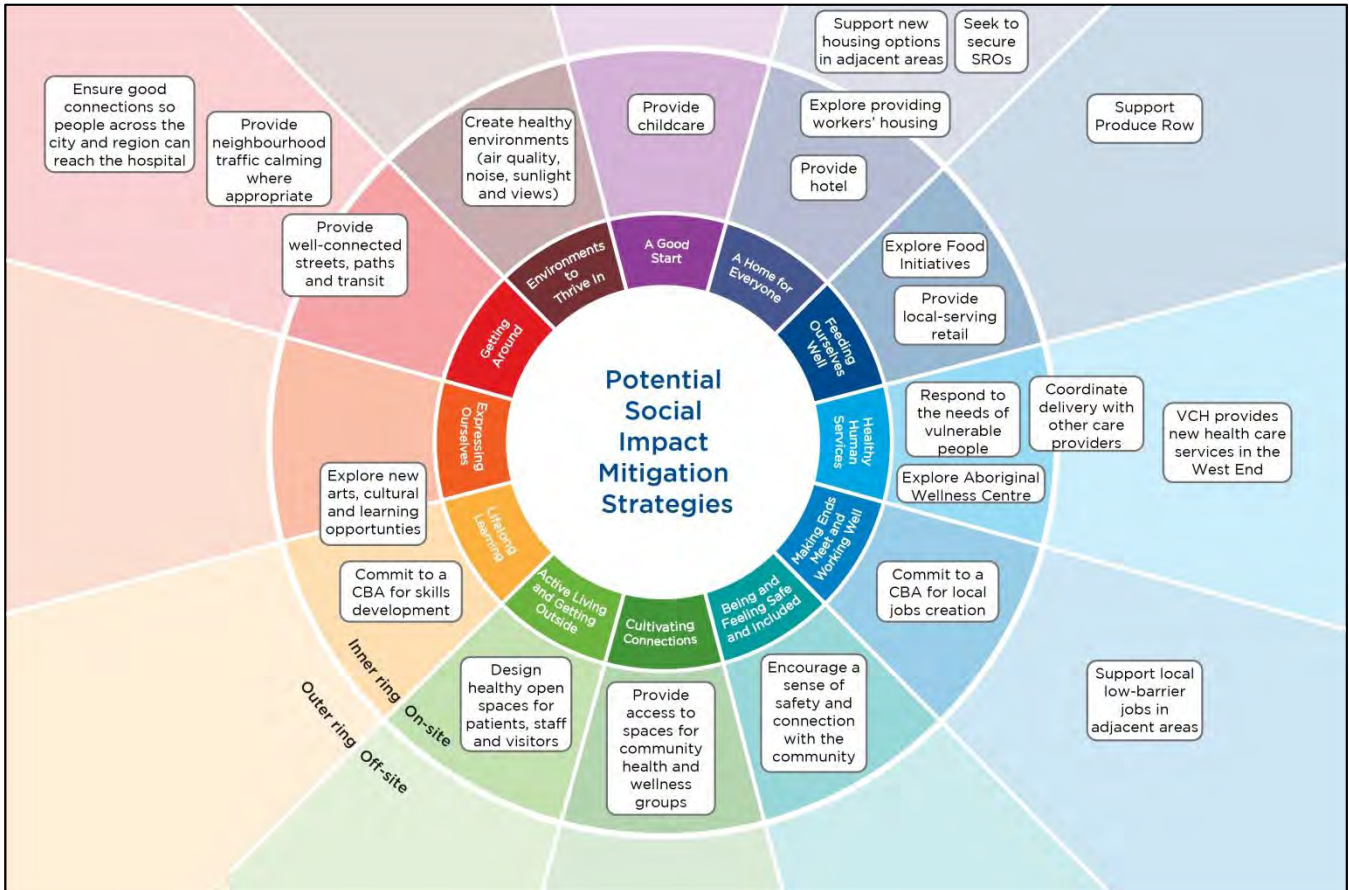 Potential
Social
Impact
Mitigation
Strategies
A Good
Start
A Home for
Everyone
Feeding
Ourselves
Well
Healthy
Human
Services
Making Ends
Meet and
Working Well
Being and
Feeling Safe
and Included
Cultivating
Connections
Active Living
and Getting
Outside
Lifelong
Learning
Expressing
Ourselves
Getting
Around
Environments
to
Thrive In
Provide
childcare
Support new
housing options
in adjacent areas
Seek to
secure
SROs
Explore providing
workers' housing
Provide
hotel
Support
Produce Row
Explore Food
Initiatives
Provide
local-serving
retail
Respond to
the needs of
vulnerable
people
Coordinate
delivery with
other care
providers
VCH provides
new health care
services in the
West End
Explore Aboriginal
Wellness Centre
Commit to a
CBA for local
jobs creation
Support local
low-barrier
jobs in
adjacent areas
Encourage a
sense of
safety and
connection
with the
community
Provide
access to
spaces for
community
health and
wellness
groups
Design
healthy open
spaces for
patients, staff
and visitors
Commit to a
CBA for skills
development
Explore new
arts, cultural
and learning
opportunties
Ensure good
connections so
people across the
city and region can
reach the hospital
Provide
neighbourhood
traffic calming
where
appropriate
Provide
well-connected
streets, paths
and transit
Create healthy
environments
(air quality,
noise, sunlight
and views)
Inner ring On-site
Outer ring Off-site